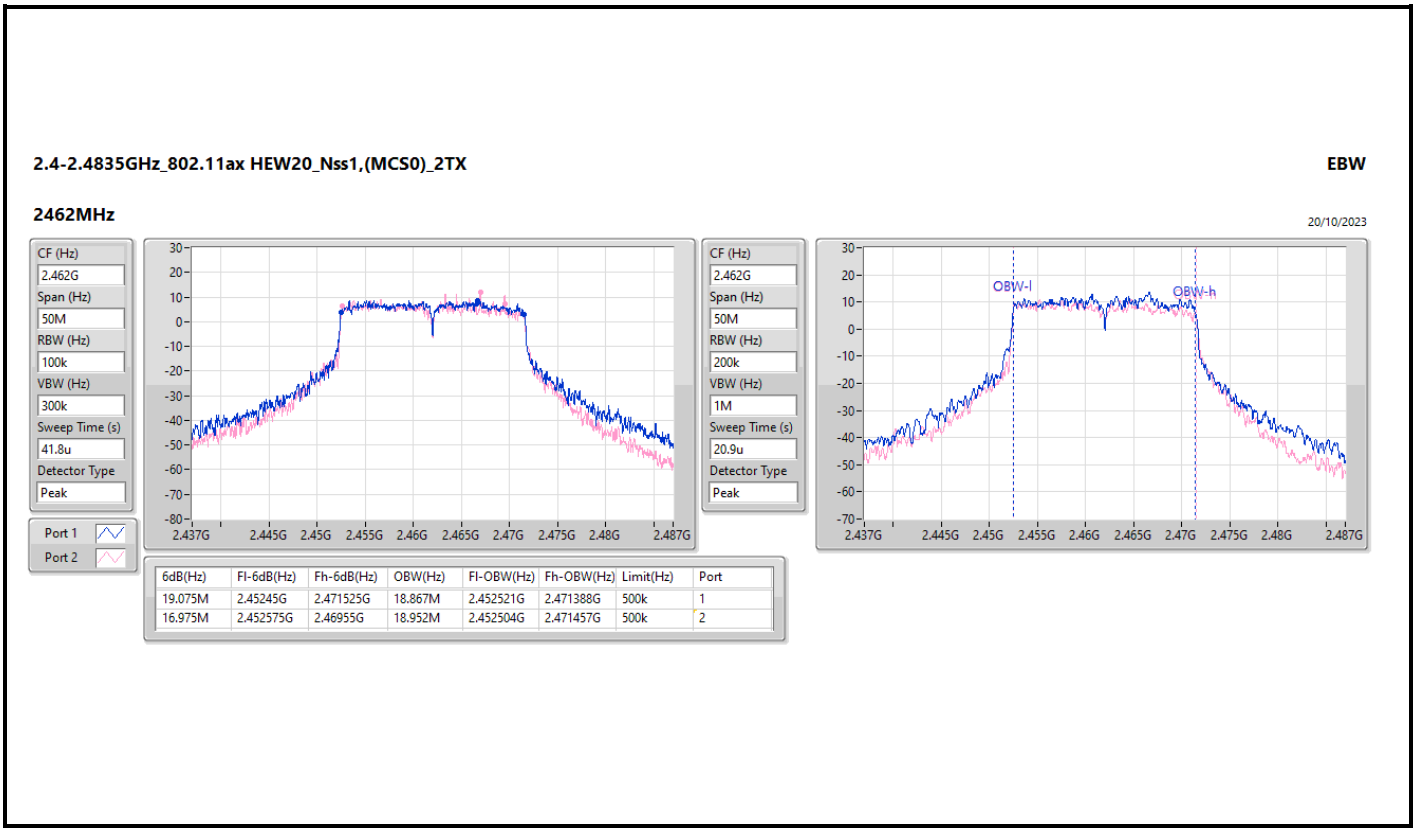 2.4-2.4835GHz_802.11ax HEW20_Nss1,(MCS0)_2TX EBW
2462MHz
20/10/2023
CF (Hz)
2.462G
Span (Hz)
50M
RBW (Hz)
100k
VBW (Hz)
300k
Sweep Time (s)
41.8u
Detector Type
Peak
Port 1
Port 2
30
20
10
0
-10
-20
-30
-40
-50
-60
-70
-80
2.437G 2.445G 2.45G 2.455G 2.46G 2.465G 2.47G 2.475G 2.48G 2.487G
CF (Hz)
2.462G
Span (Hz)
50M
RBW (Hz)
200k
VBW (Hz)
1M
Sweep Time (s)
20.9u
Detector Type
Peak
30
20
10
0
-10
-20
-30
-40
-50
-60
-70
OBW-l OBW-h
2.437G 2.445G 2.45G 2.455G 2.46G 2.465G 2.47G 2.475G 2.48G 2.487G
6dB(Hz) Fl-6dB(Hz) Fh-6dB(Hz) OBW(Hz) Fl-OBW(Hz) Fh-OBW(Hz) Limit(Hz) Port
19.075M 2.45245G 2.471525G 18.867M 2.452521G 2.471388G 500k 1
16.975M 2.452575G 2.46955G 18.952M 2.452504G 2.471457G 500k 2